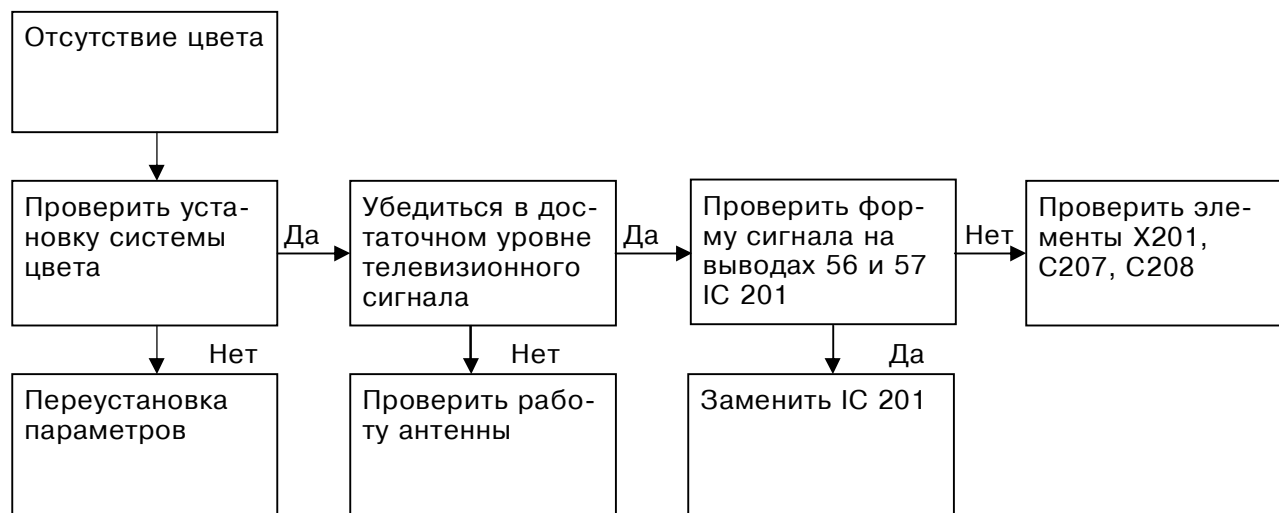 Отсутствие цвета
Проверить уста-
новку системы
цвета
Да
Убедиться в дос-
таточном уровне
телевизионного
сигнала
Да
Проверить фор-
му сигнала на
выводах 56 и 57
IC 201
Нет
Проверить эле-
менты X201,
C207, C208
Нет
Нет
Да
Переустановка
параметров
Проверить рабо-
ту антенны
Заменить IC 201